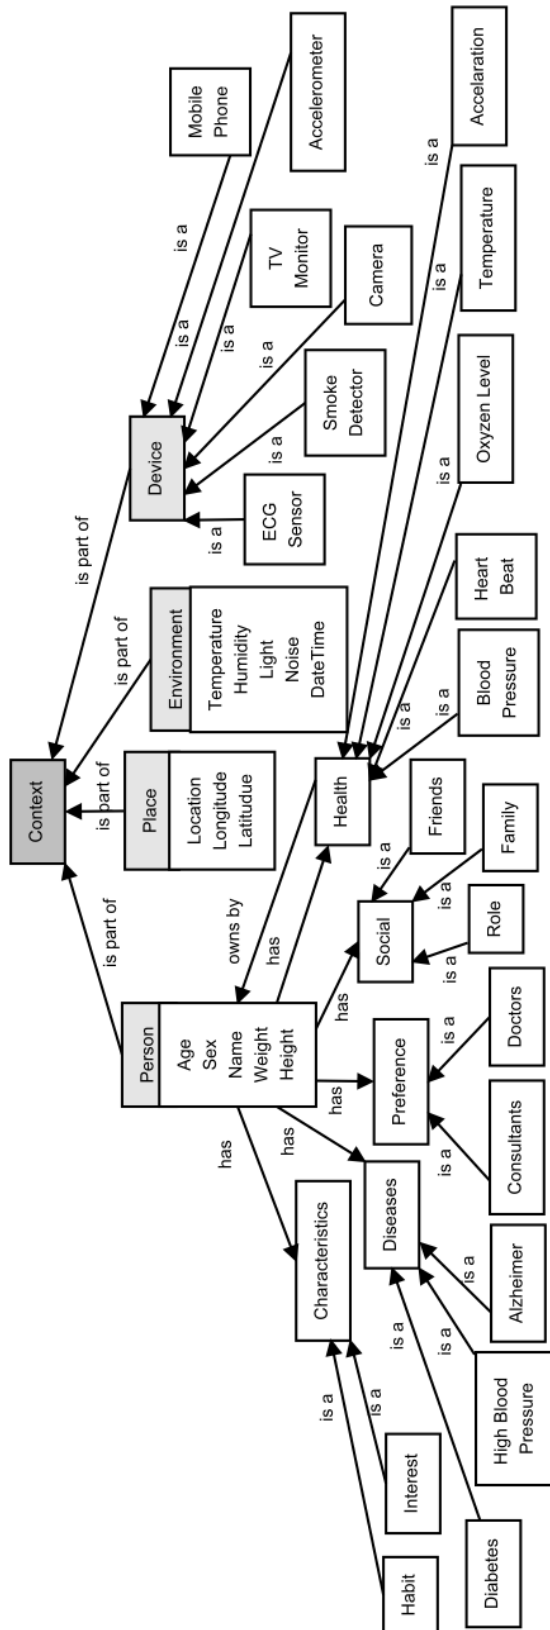 Context
is part of
is part of
is part of
is part of
Person
Age
Sex
Name
Weight
Height
Place
Location
Longitude
Latitudue
Environment
Temperature
Humidity
Light
Noise
DateTime
Device
is a
is a
is a
is a
is a
is a
ECG
Sensor
Smoke
Detector
Camera
TV
Monitor
Accelerometer
Mobile
Phone
has
has
has
has
has
owns by
Characteristics
Diseases
Preference
Social
Health
is a
is a
Habit
Interest
is a
is a
is a
Diabetes
High Blood
Pressure
Alzheimer
is a
is a
Consultants
Doctors
is a
is a
is a
Role
Family
Friends
is a
is a
is a
is a
is a
Blood
Pressure
Heart
Beat
Oxyzen Level
Temperature
Accelaration